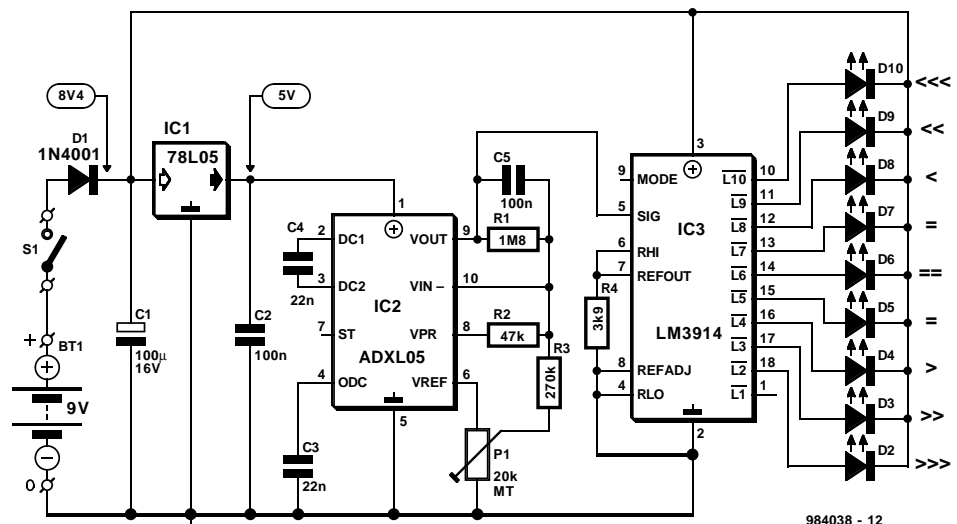 8V4
5V
D1
1N4001
IC1
78L05
S1
+
BT1
9V
0
C1
100µ
16V
C2
100n
C4
22n
C3
22n
1
2 DC1
3 DC2
7 ST
4 ODC
IC2
ADXL05
VOUT 9
VIN – 10
VPR 8
VREF 6
5
C5
100n
R1
1M8
R2
47k
R3
270k
P1
20k
MT
R4
3k9
3
9 MODE
5 SIG
6 RHI
7 REFOUT
8 REFADJ
4 RLO
IC3
LM3914
L10 10
L9 11
L8 12
L7 13
L6 14
L5 15
L4 16
L3 17
L2 18
L1 1
2
D10 <<<
D9 <<
D8 <
D7 =
D6 ==
D5 =
D4 >
D3 >>
D2 >>>
984038 - 12